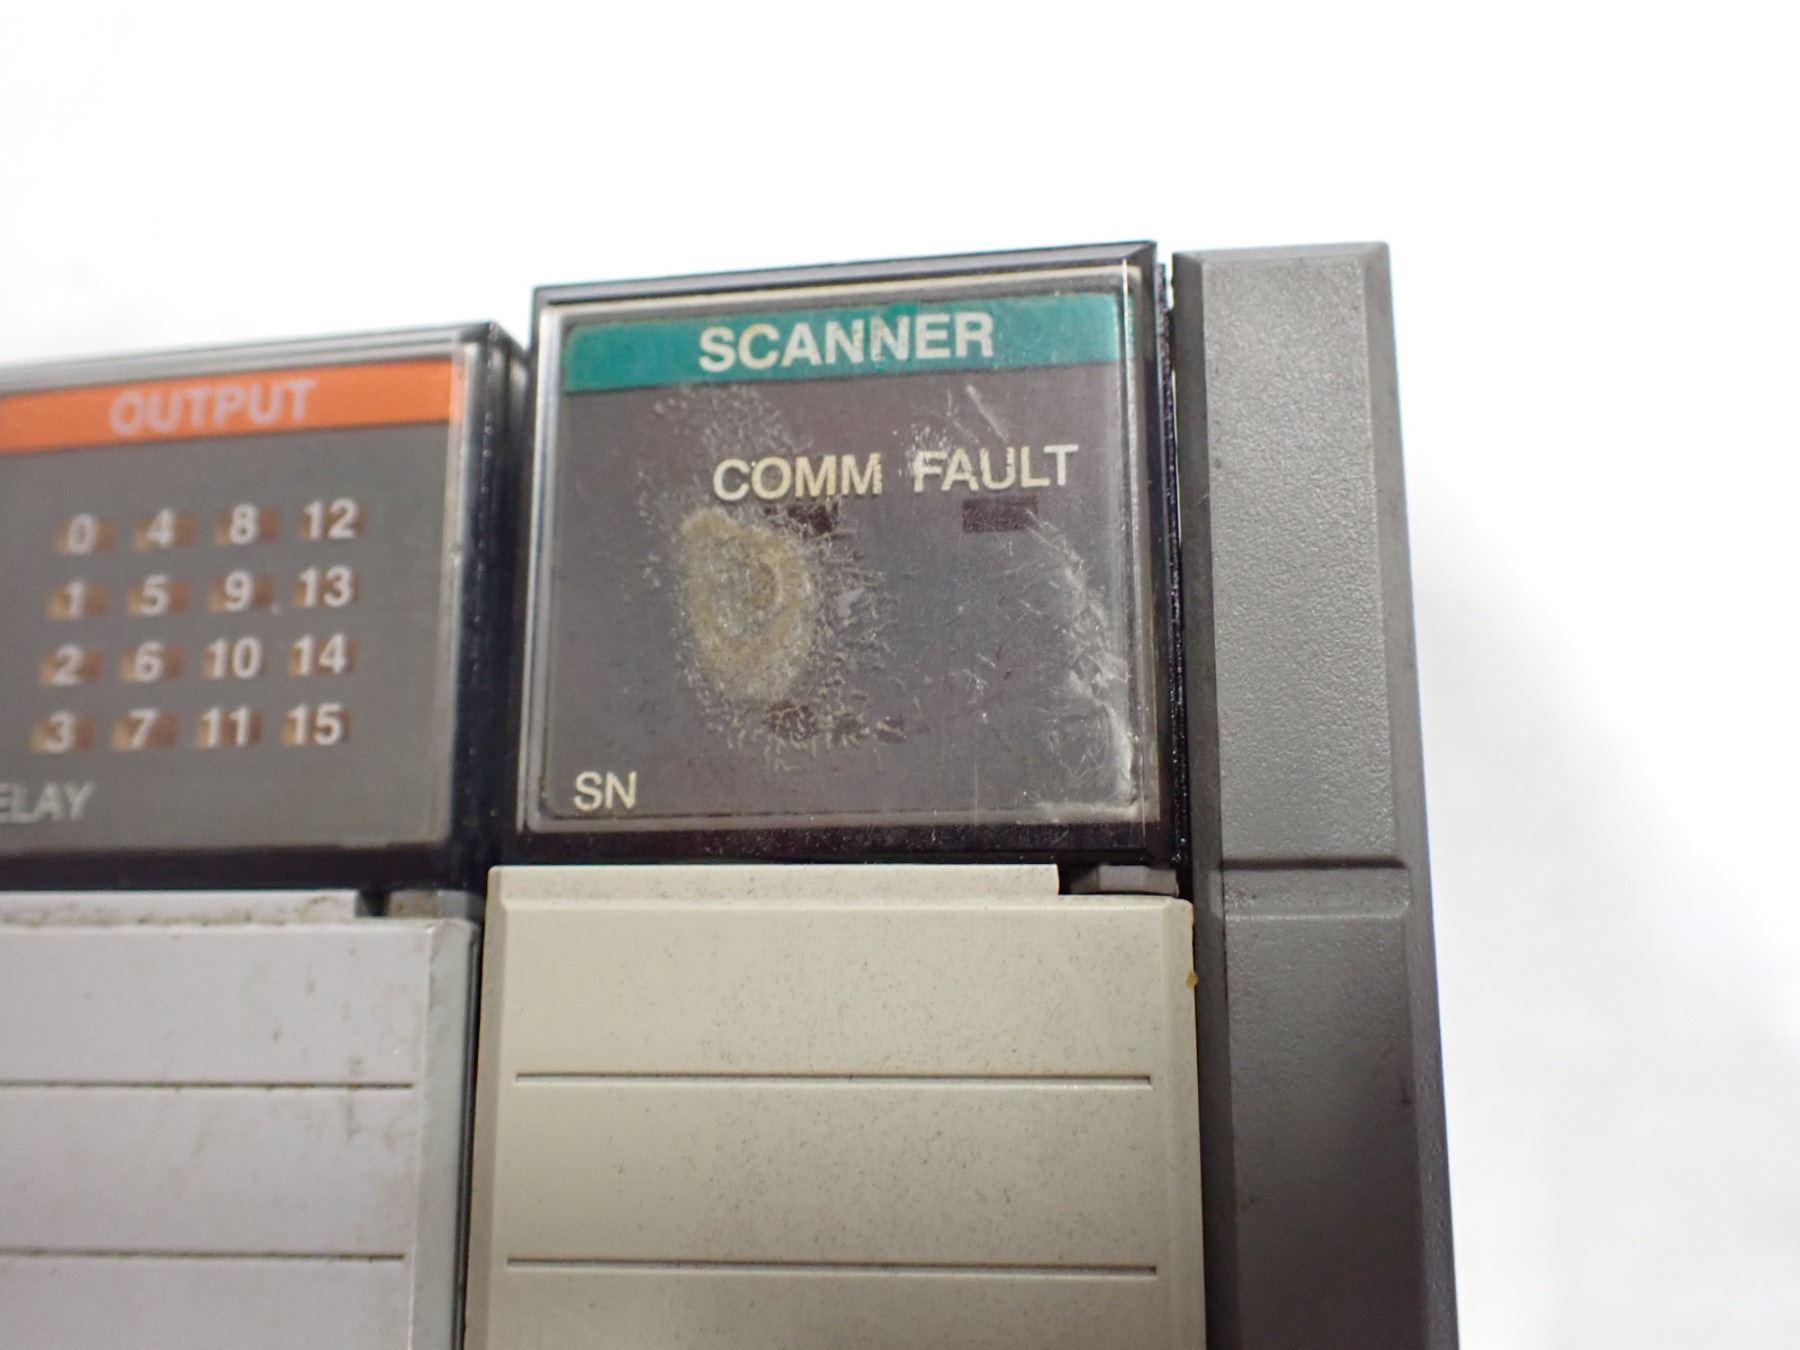 OUTPUT
0 4 8 12
1 5 9 13
2 6 10 14
3 7 11 15
ELAY
SCANNER
COMM FAULT
SN